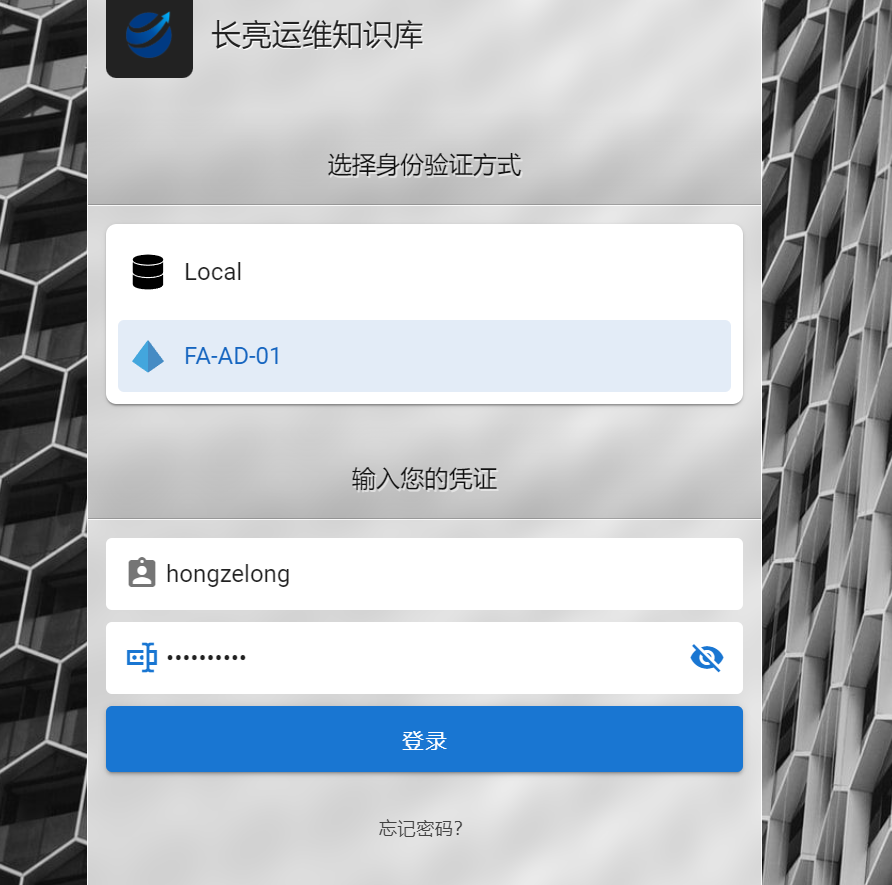 长亮运维知识库
选择身份验证方式
Local
FA-AD-01
输入您的凭证
hongzelong
••••••••••
登录
忘记密码?